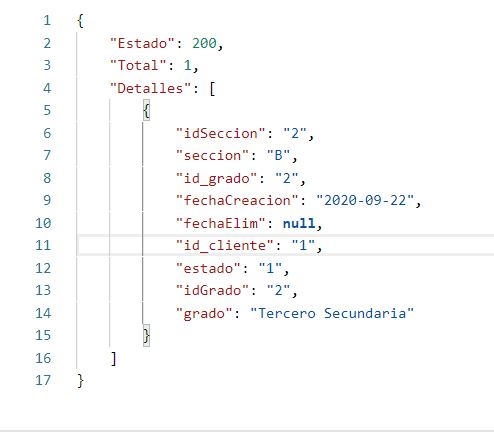 1 {
2 "Estado": 200,
3 "Total": 1,
4 "Detalles": [
5 {
6 "idSeccion": "2",
7 "seccion": "B",
8 "id_grado": "2",
9 "fechaCreacion": "2020-09-22",
10 "fechaElim": null,
11 "id_cliente": "1",
12 "estado": "1",
13 "idGrado": "2",
14 "grado": "Tercero Secundaria"
15 }
16 ]
17 }